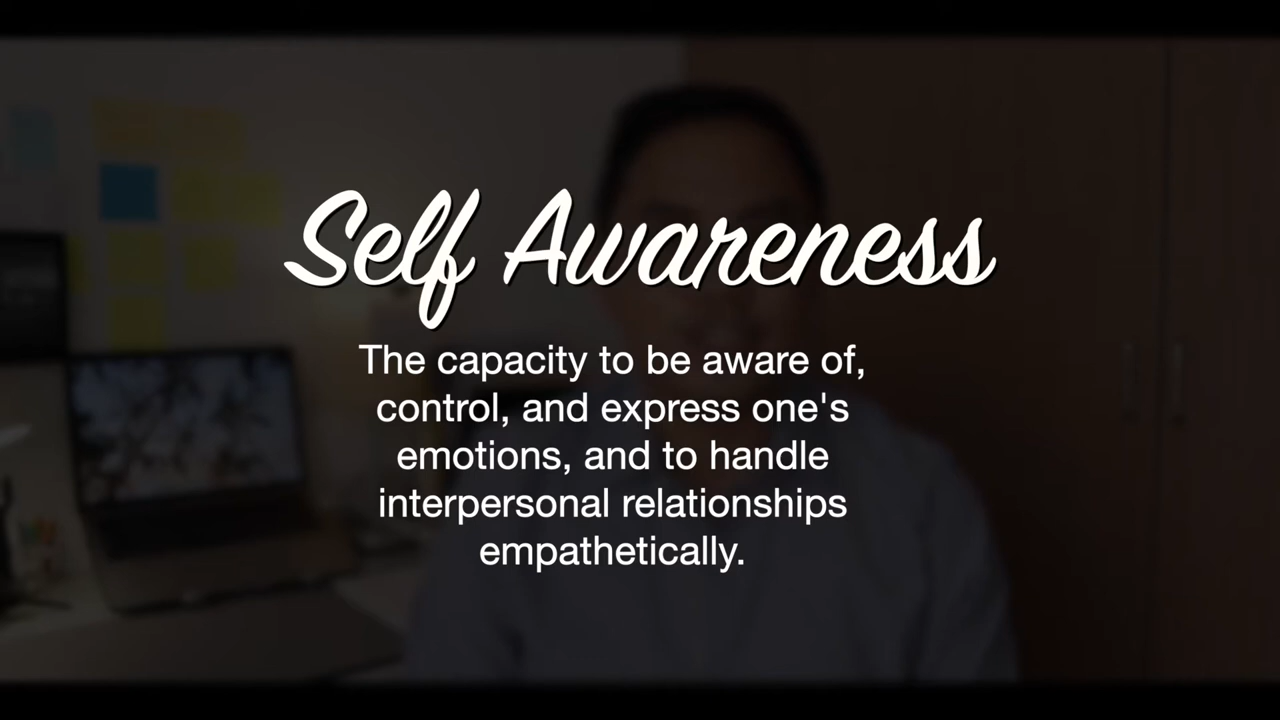 Self Awareness
The capacity to be aware of,
control, and express one's
emotions, and to handle
interpersonal relationships
empathetically.